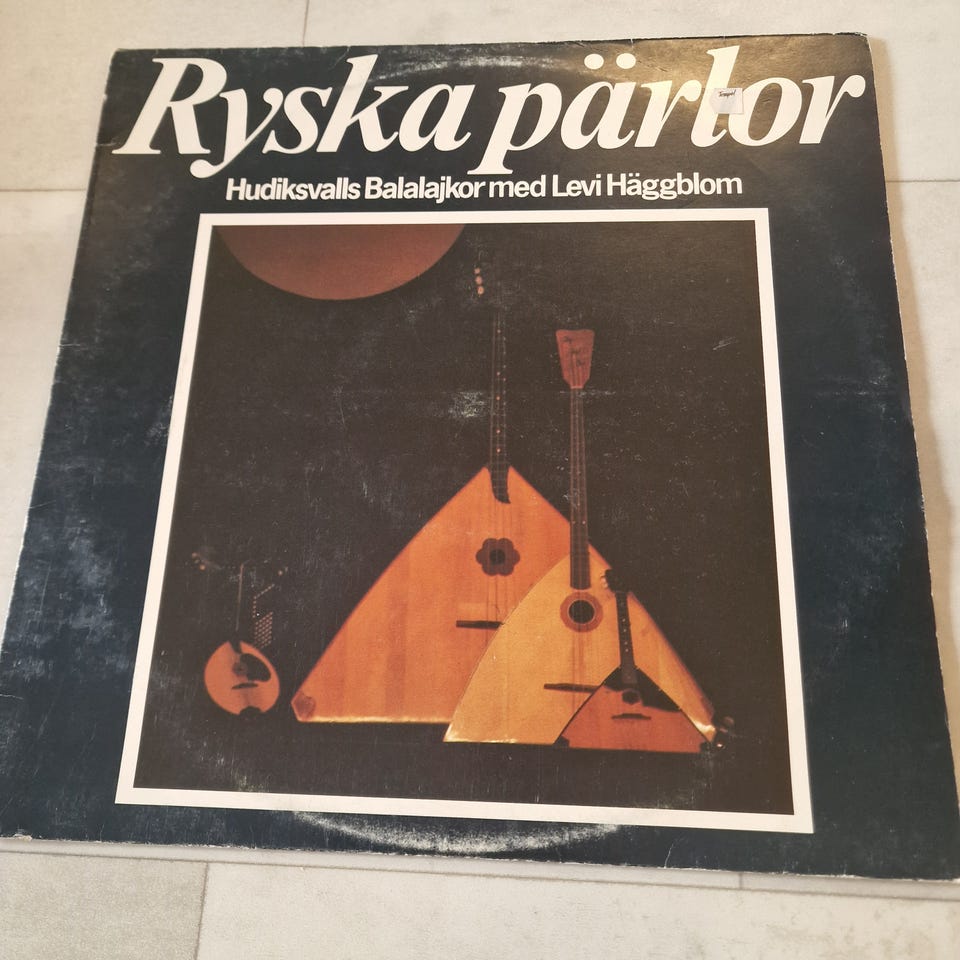 Ryska pärlor
Hudiksvalls Balalajkor med Levi Häggblom